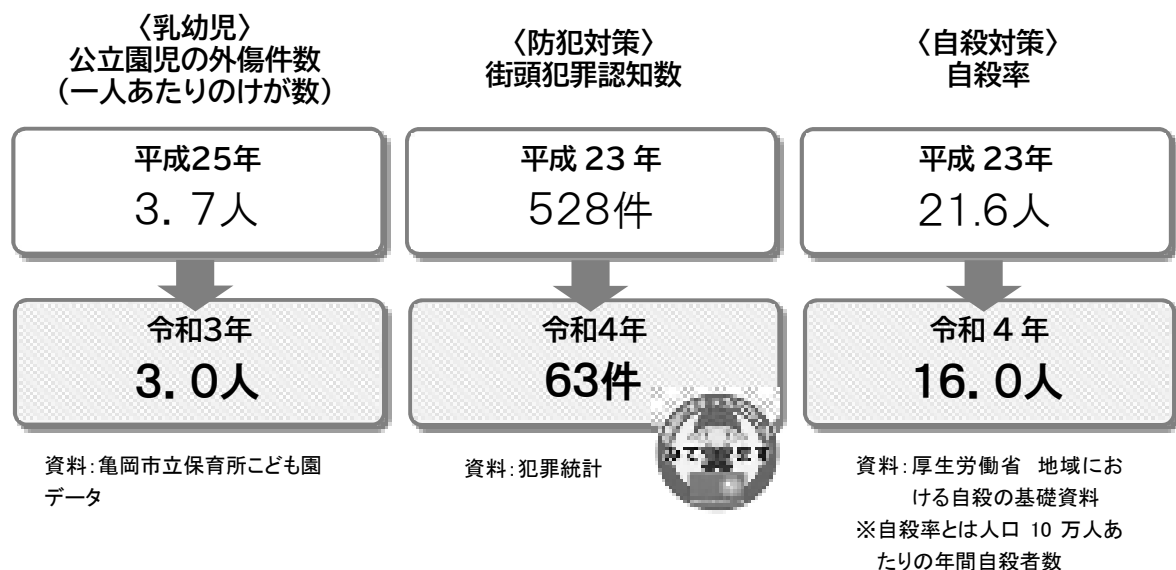 〈乳幼児〉
公立園児の外傷件数
(一人あたりのけが数)
平成25年
3.7人
令和3年
3.0人
資料:亀岡市立保育所こども園
データ
〈防犯対策〉
街頭犯罪認知数
平成 23 年
528件
令和4年
63件
資料:犯罪統計
みて ます
〈自殺対策〉
自殺率
平成 23年
21.6人
令和 4 年
16.0人
資料:厚生労働省 地域にお
ける自殺の基礎資料
※自殺率とは人口 10 万人あ
たりの年間自殺者数